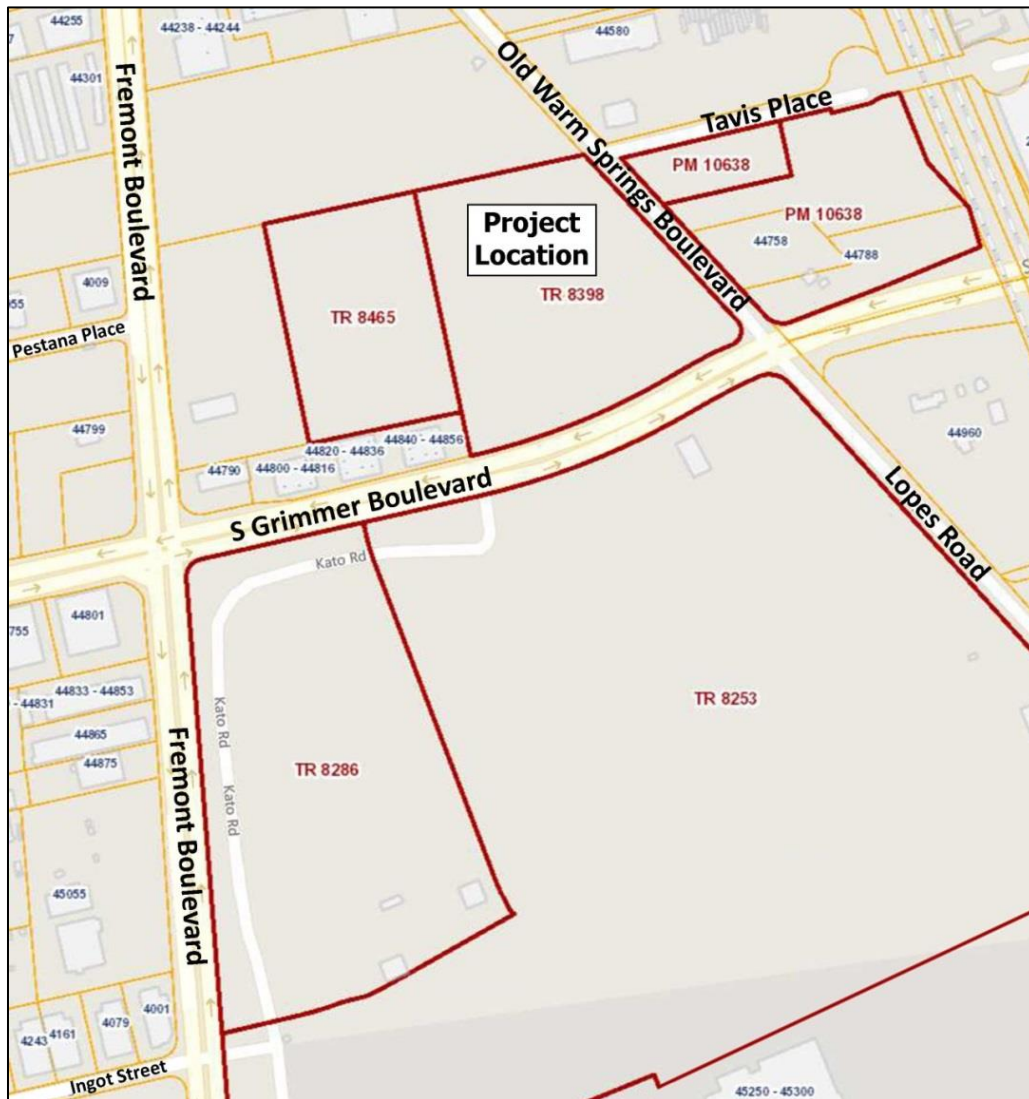 44255
44238 - 44244
44580
44301
Fremont Boulevard
Old Warm Springs Boulevard
Tavis Place
PM 10638
Project
Location
PM 10638
44758
44788
4009
TR 8398
TR 8465
Pestana Place
44799
44840 - 44856
44820 - 44836
44790
44800 - 44816
44960
S Grimmer Boulevard
Lopes Road
Kato Rd
44801
44833 - 44853
- 44831
44865
44875
Kato Rd
TR 8253
TR 8286
Fremont Boulevard
Kato Rd
45055
4001
4079
4161
4243
Ingot Street
45250 - 45300